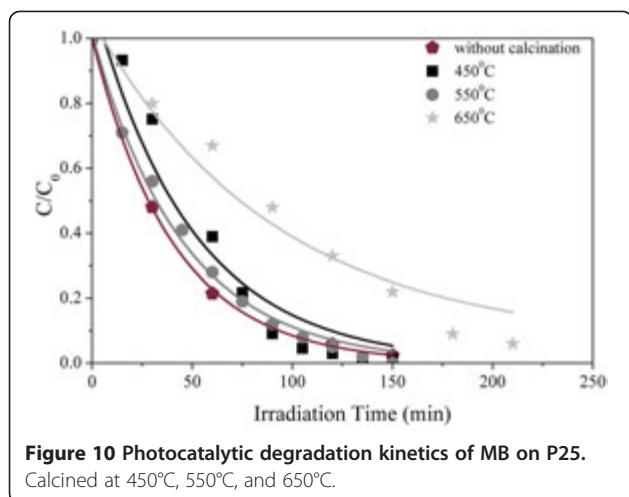 1.0
0.8
0.6
0.4
0.2
0.0
C/C₀
without calcination
450°C
550°C
650°C
0 50 100 150 200 250
Irradiation Time (min)
Figure 10 Photocatalytic degradation kinetics of MB on P25.
Calcined at 450°C, 550°C, and 650°C.